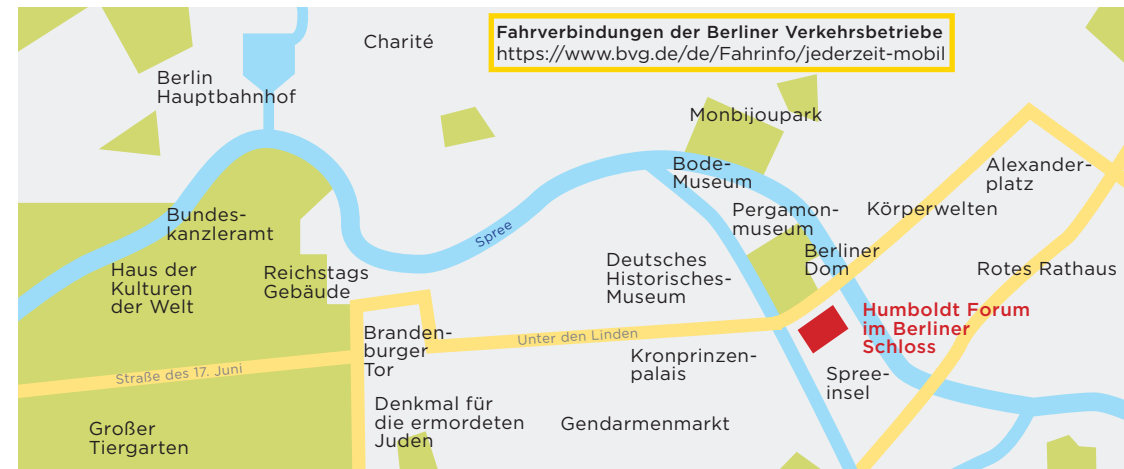 Fahrverbindungen der Berliner Verkehrsbetriebe
https://www.bvg.de/de/Fahrinfo/jederzeit-mobil
Charité
Berlin
Hauptbahnhof
Monbijoupark
Bode-
Museum
Alexander-
platz
Pergamon-
museum
Körperwelten
Bundes-
kanzleramt
Spree
Berliner
Dom
Deutsches
Historisches-
Museum
Haus der
Kulturen
der Welt
Reichstags
Gebäude
Rotes Rathaus
Humboldt Forum
im Berliner
Schloss
Branden-
burger
Tor
Unter den Linden
Kronprinzen-
palais
Straße des 17. Juni
Spree-
insel
Denkmal für
die ermordeten
Juden
Gendarmenmarkt
Großer
Tiergarten